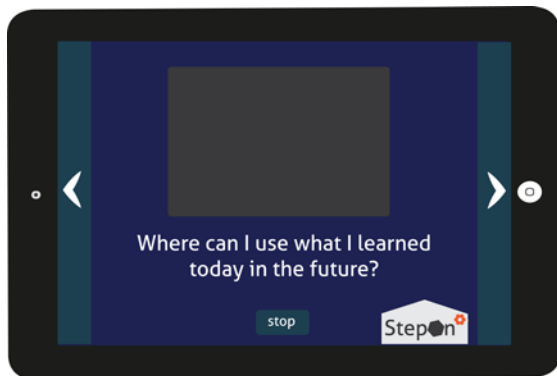 Where can I use what I learned
today in the future?
stop
StepOn